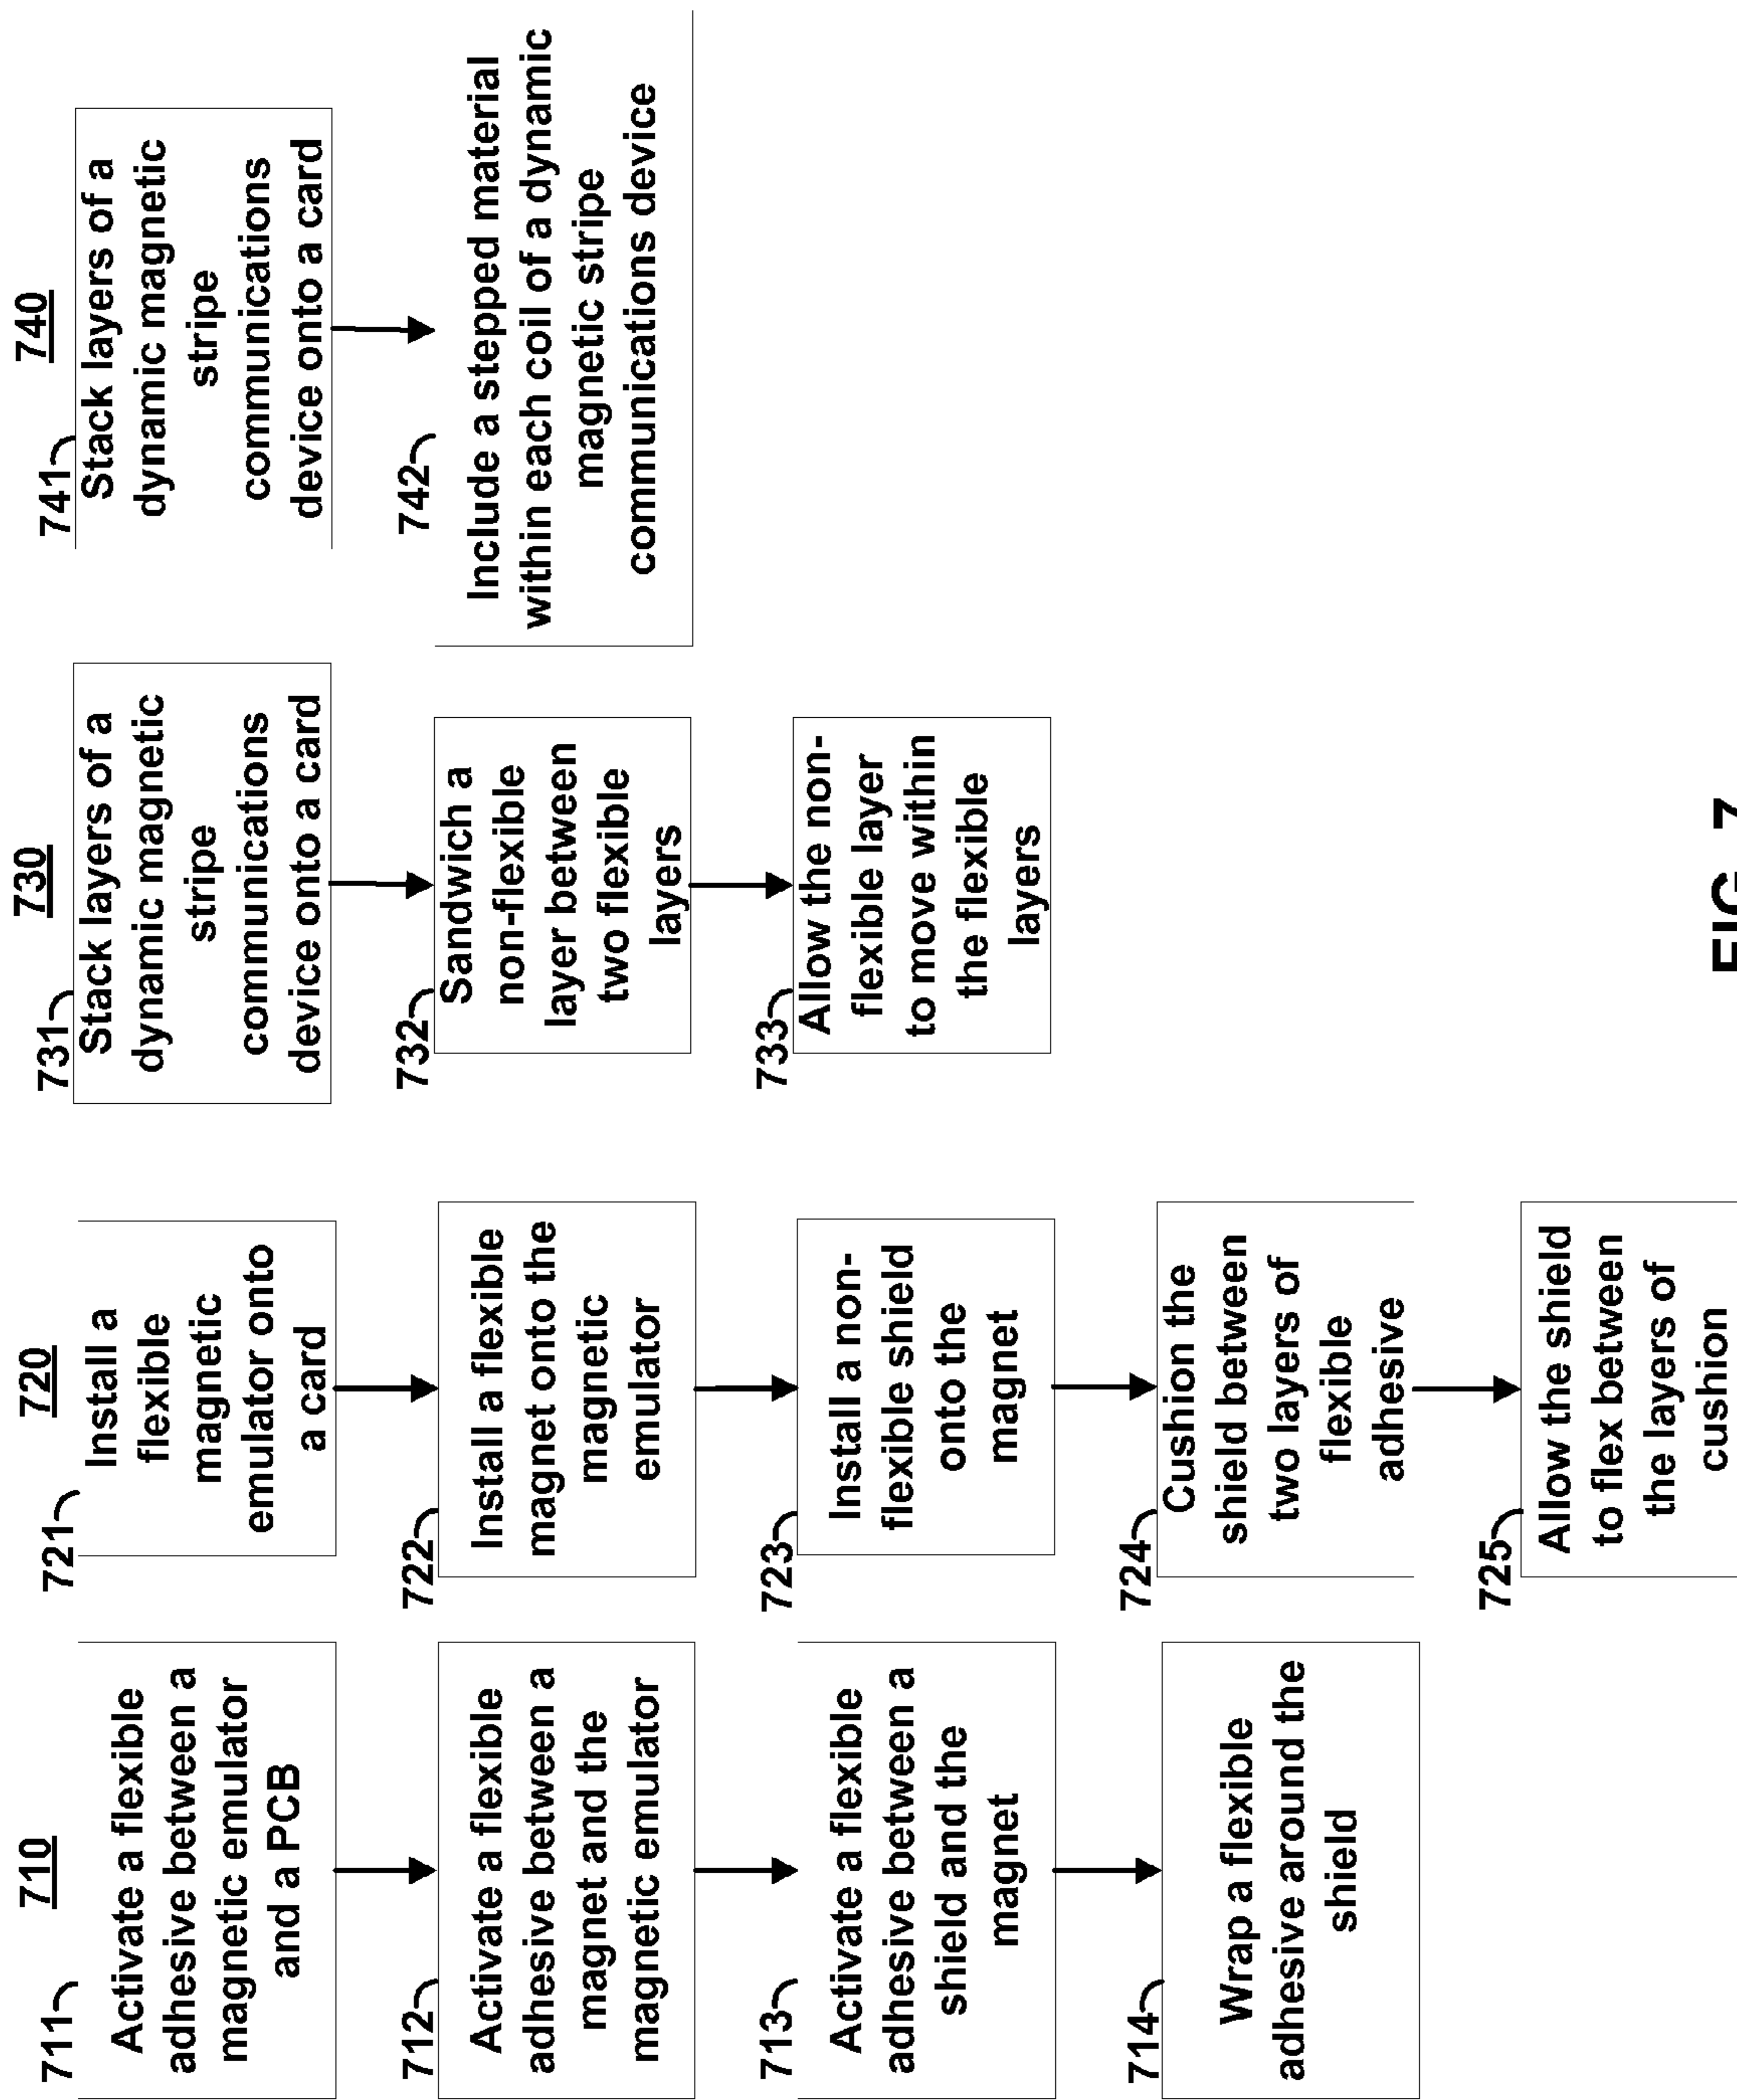 710
711
Activate a flexible
adhesive between a
magnetic emulator
and a PCB
712
Activate a flexible
adhesive between a
magnet and the
magnetic emulator
713
Activate a flexible
adhesive between a
shield and the
magnet
714
Wrap a flexible
adhesive around the
shield
720
721
Install a
flexible
magnetic
emulator onto
a card
722
Install a flexible
magnet onto the
magnetic
emulator
723
Install a non-
flexible shield
onto the
magnet
724
Cushion the
shield between
two layers of
flexible
adhesive
725
Allow the shield
to flex between
the layers of
cushion
730
731
Stack layers of a
dynamic magnetic
stripe
communications
device onto a card
732
Sandwich a
non-flexible
layer between
two flexible
layers
733
Allow the non-
flexible layer
to move within
the flexible
layers
740
741
Stack layers of a
dynamic magnetic
stripe
communications
device onto a card
742
Include a stepped material
within each coil of a dynamic
magnetic stripe
communications device
FIG. 7